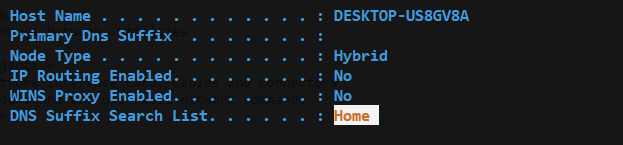 Host Name . . . . . . . . . . . . : DESKTOP-US8GV8A
Primary Dns Suffix . . . . . . . :
Node Type . . . . . . . . . . . . : Hybrid
IP Routing Enabled. . . . . . . . : No
WINS Proxy Enabled. . . . . . . . : No
DNS Suffix Search List. . . . . . : Home